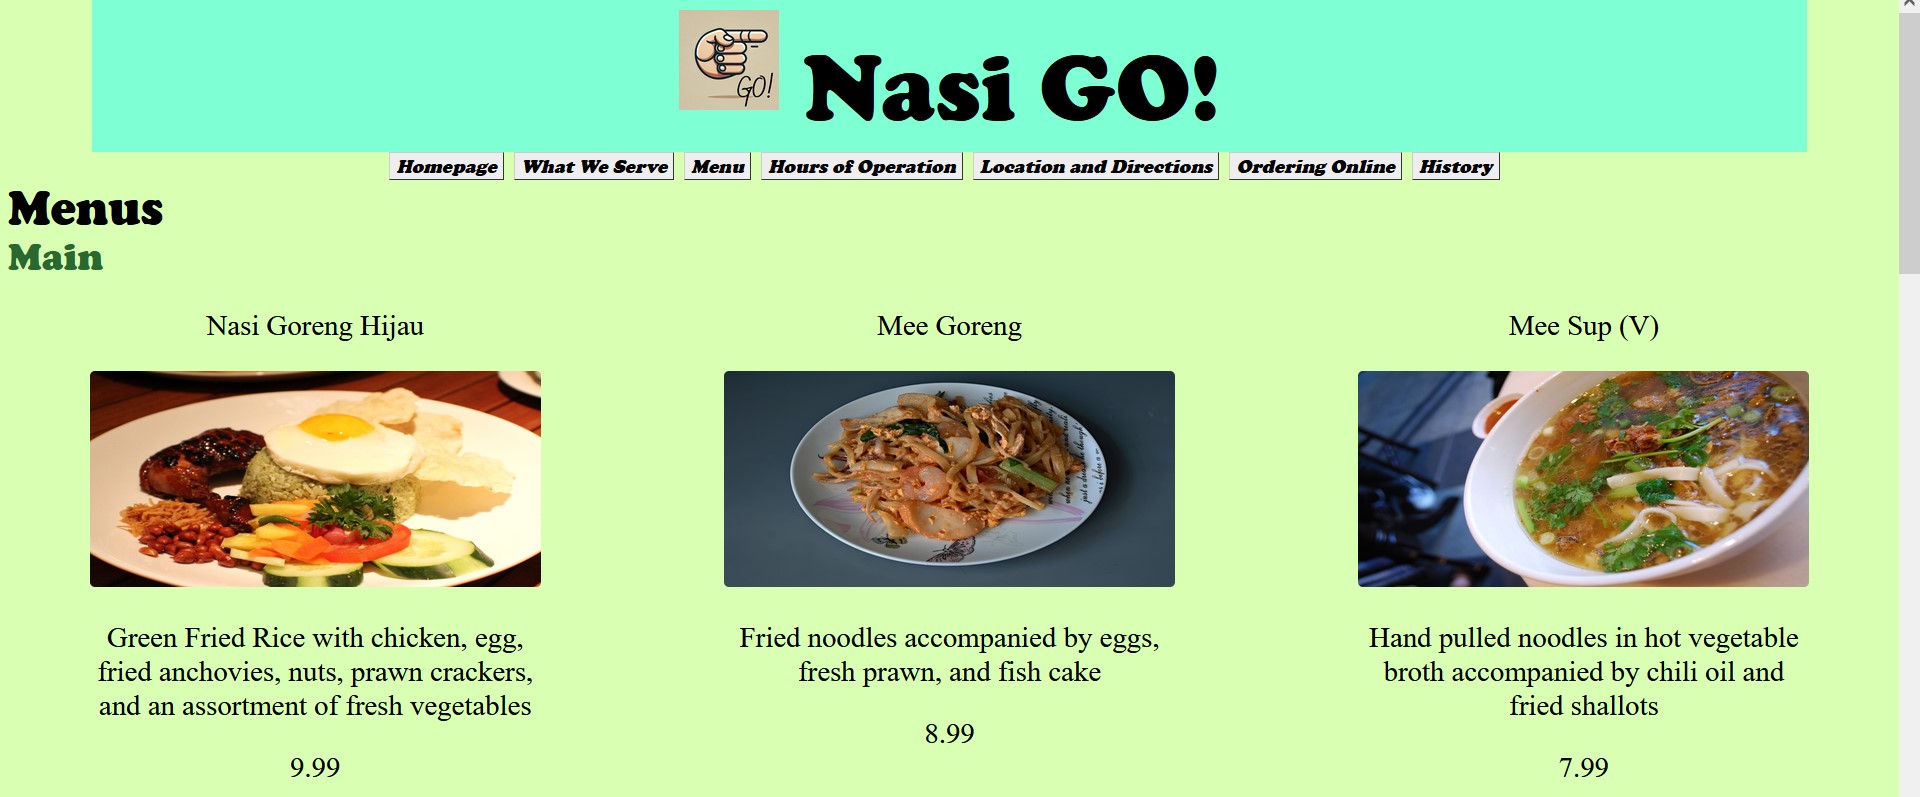 GO!
Nasi GO!
Homepage What We Serve Menu Hours of Operation Location and Directions Ordering Online History
Menus
Main
Nasi Goreng Hijau
Mee Goreng
Mee Sup (V)
Green Fried Rice with chicken, egg,
fried anchovies, nuts, prawn crackers,
and an assortment of fresh vegetables
9.99
Fried noodles accompanied by eggs,
fresh prawn, and fish cake
8.99
Hand pulled noodles in hot vegetable
broth accompanied by chili oil and
fried shallots
7.99